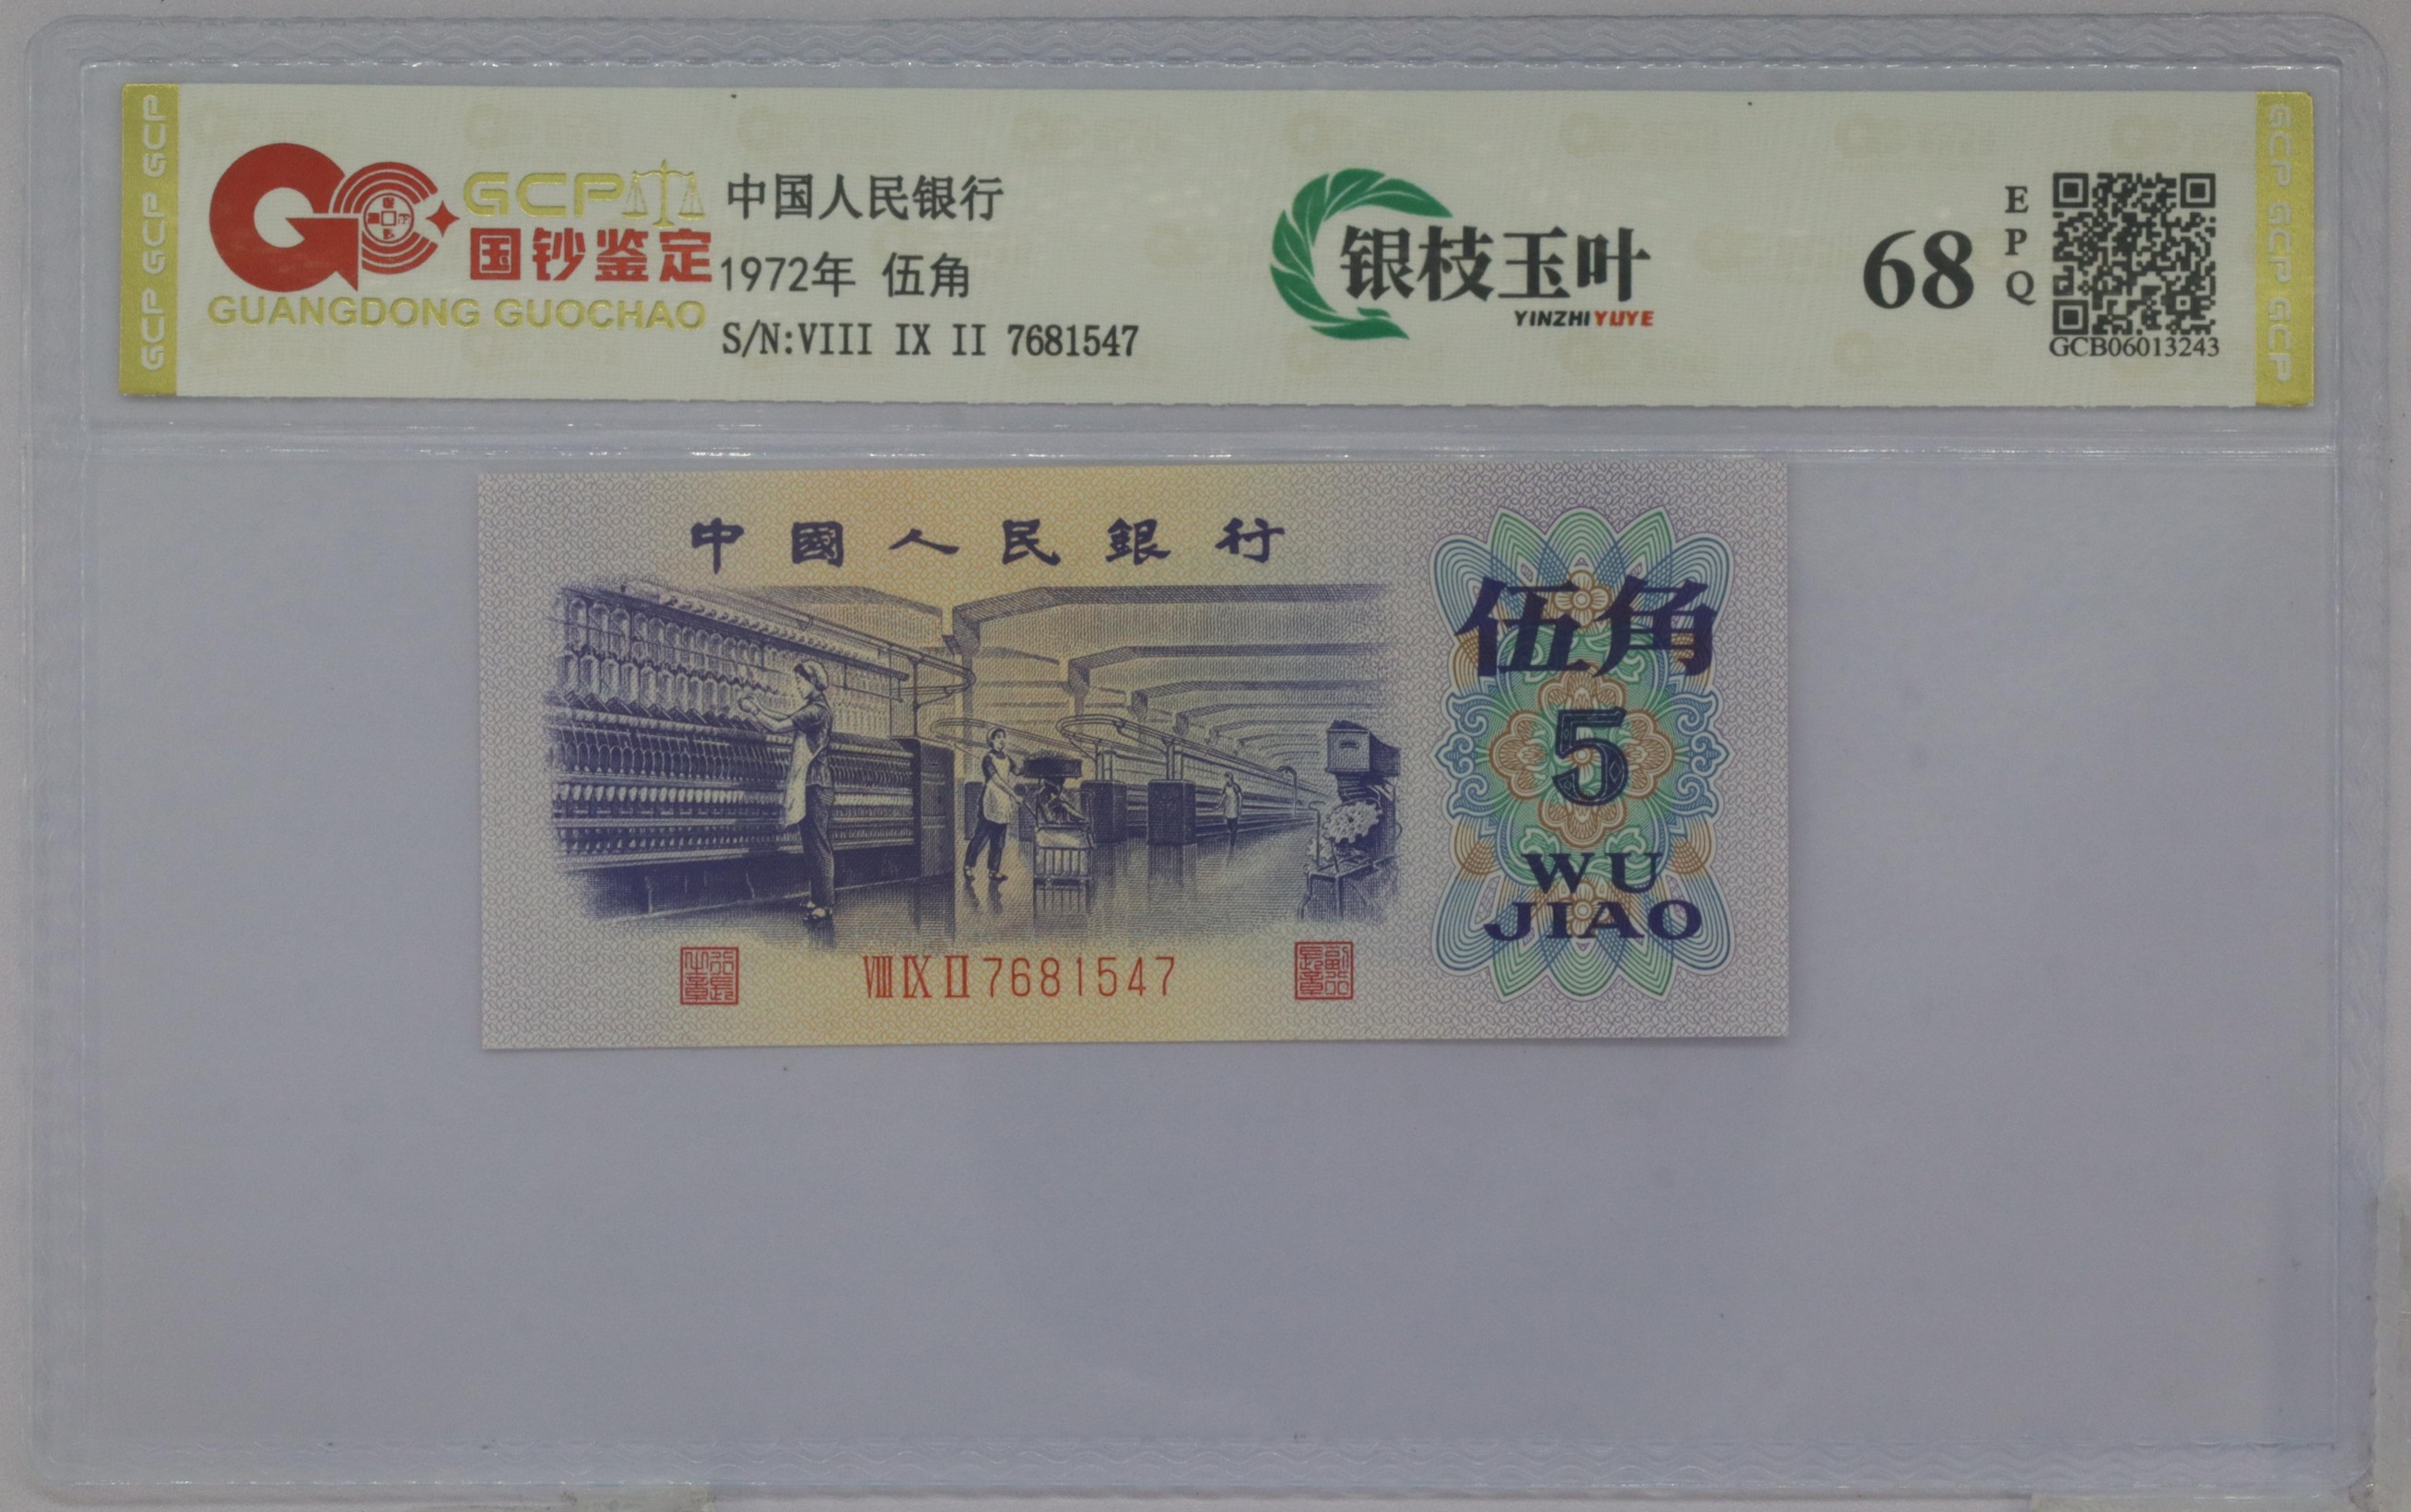 GCP GCP GCP
GCP
国钞鉴定
GUANGDONG GUOCHAO
中国人民银行
1972年 伍角
S/N:VIII IX II 7681547
银枝玉叶
YINZHIYUYE
68
EPQ
GCB06013243
GCP GCP GCP
中國人民銀行
伍角
5
WU
JIAO
VIII IX II 7681547